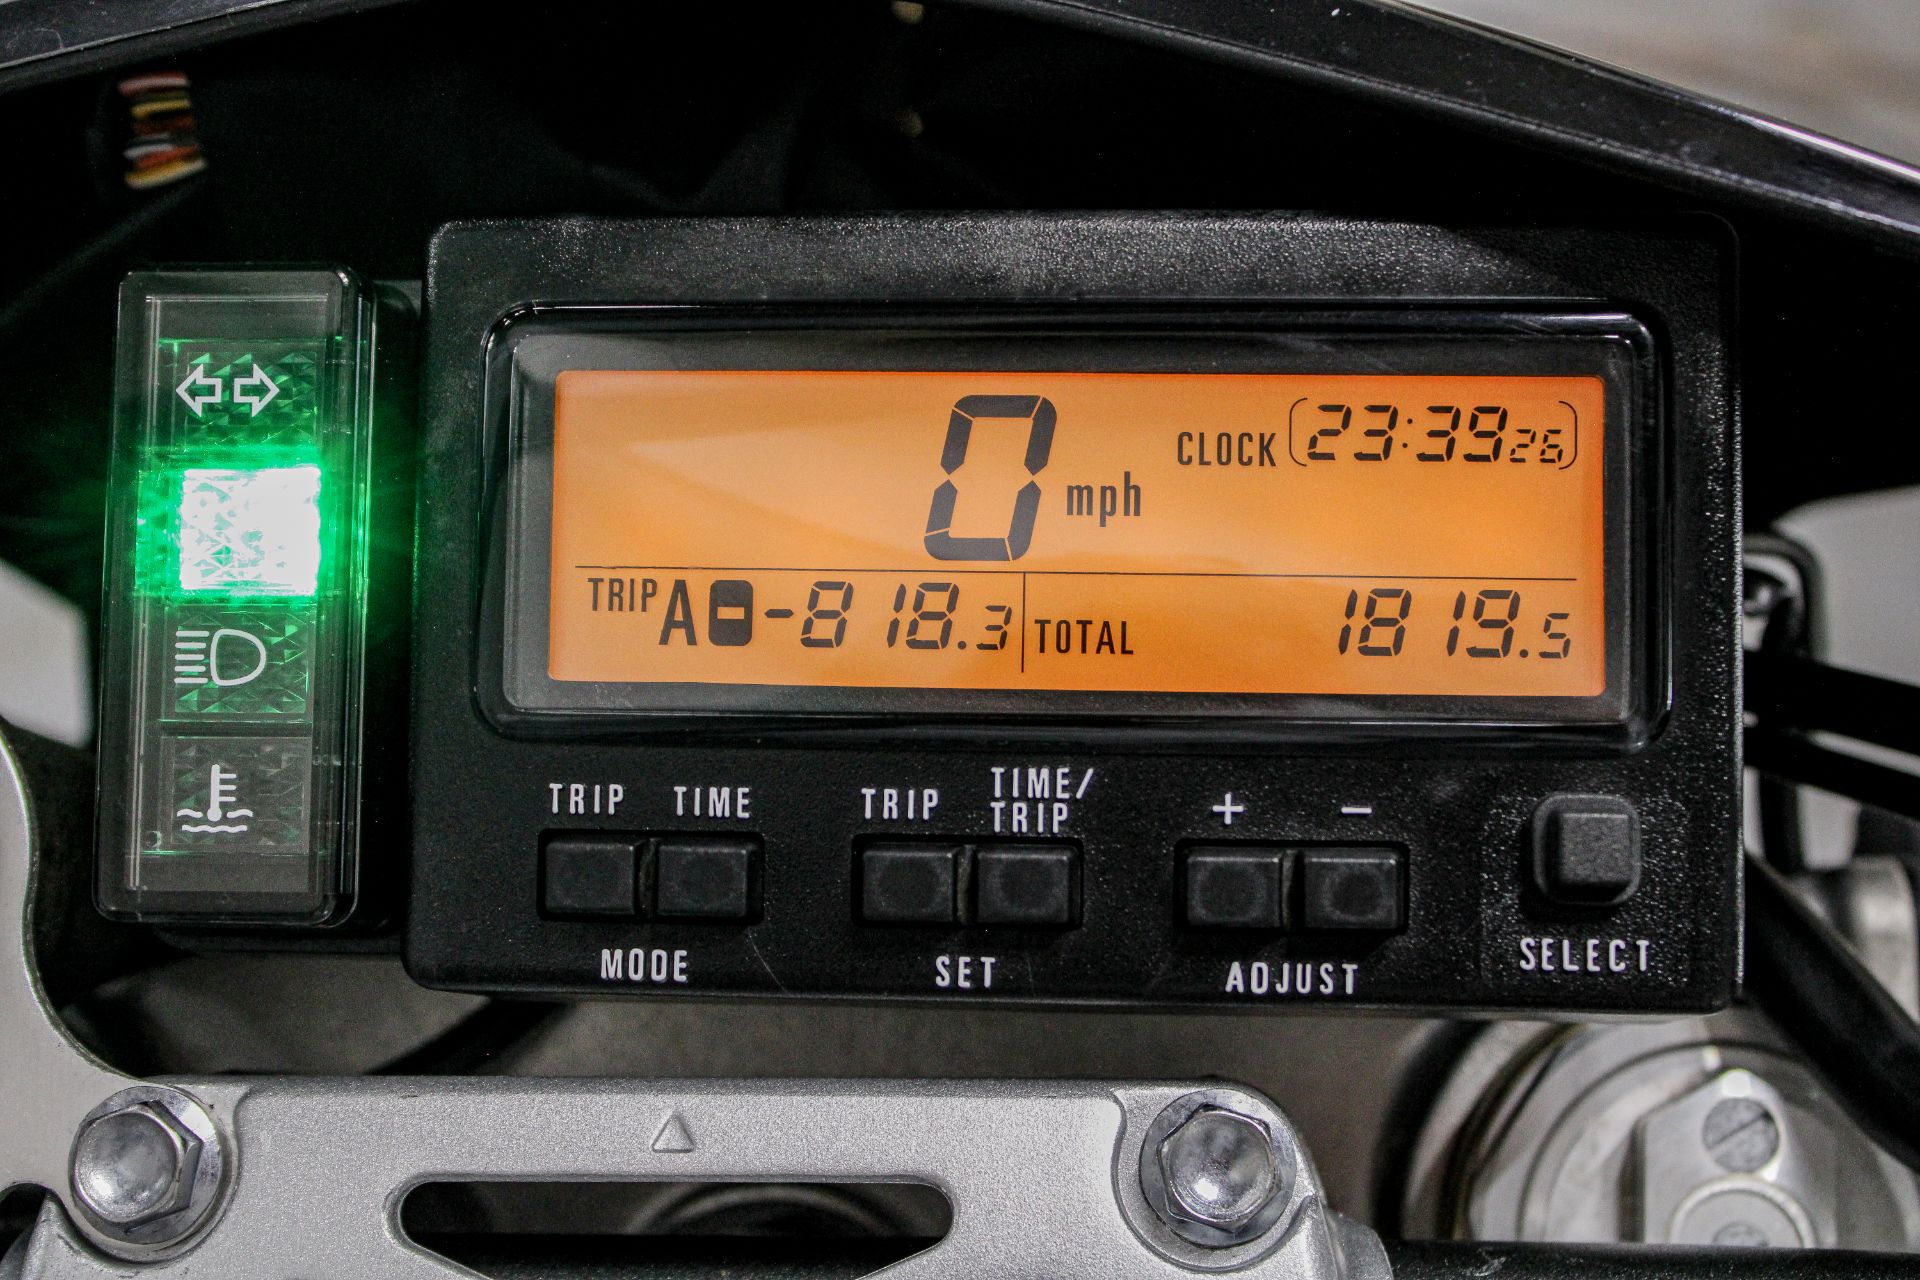 CLOCK 23:39 26
0 mph
TRIP A - -818.3 TOTAL 1819.5
TRIP TIME TRIP TIME/TRIP + -
MODE SET ADJUST SELECT